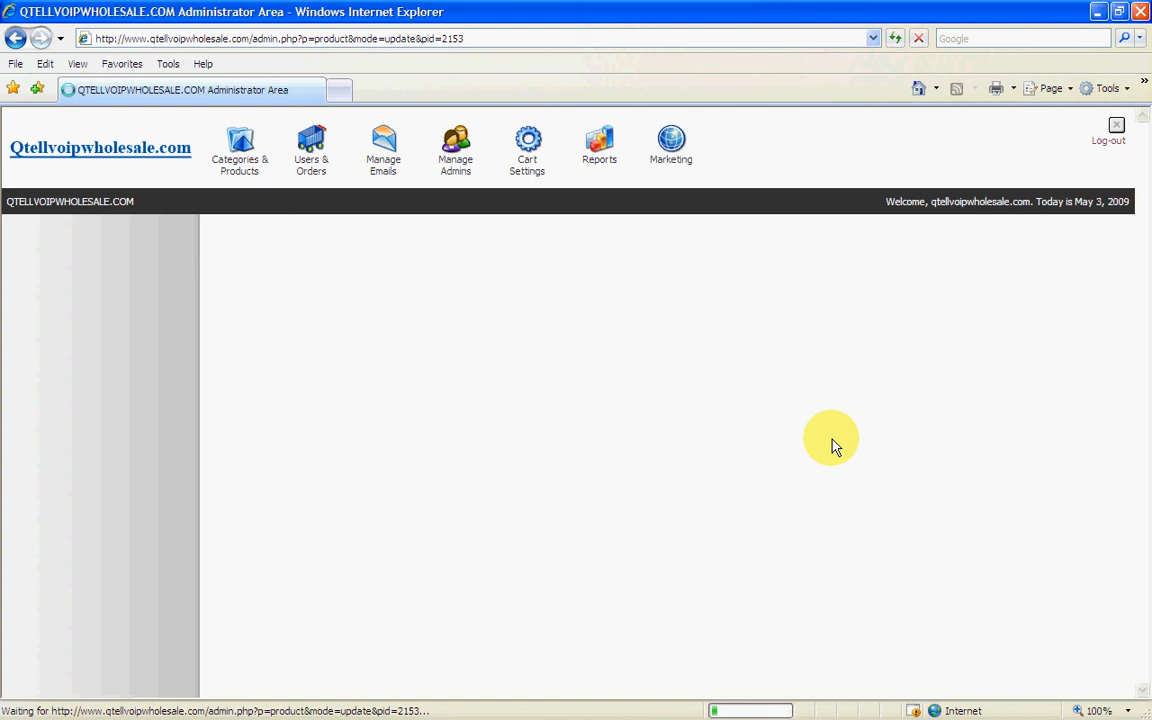 QTELLVOIPWHOLESALE.COM Administrator Area - Windows Internet Explorer
http://www.qtellvoipwholesale.com/admin.php?p=product&mode=update&pid=2153
Google
File Edit View Favorites Tools Help
QTELLVOIPWHOLESALE.COM Administrator Area
Page Tools
Qtellvoipwholesale.com
Categories & Products
Users & Orders
Manage Emails
Manage Admins
Cart Settings
Reports
Marketing
Log-out
QTELLVOIPWHOLESALE.COM
Welcome, qtellvoipwholesale.com. Today is May 3, 2009
Waiting for http://www.qtellvoipwholesale.com/admin.php?p=product&mode=update&pid=2153...
Internet
100%